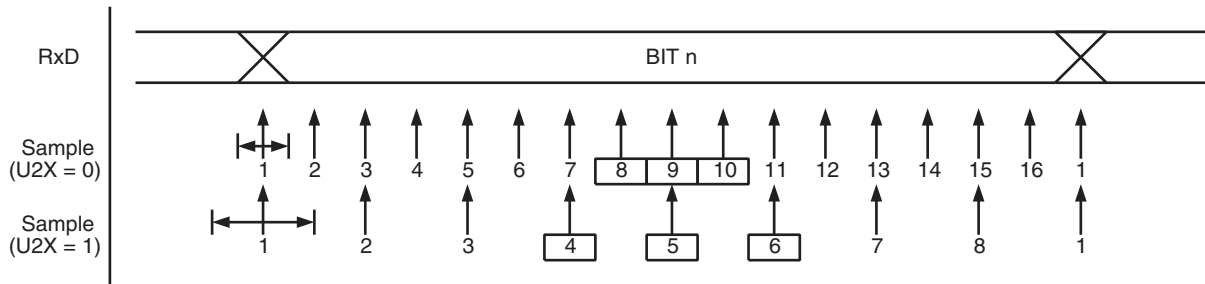 RxD BIT n
Sample
(U2X = 0)
1 2 3 4 5 6 7 8 9 10 11 12 13 14 15 16 1
Sample
(U2X = 1)
1 2 3 4 5 6 7 8 1